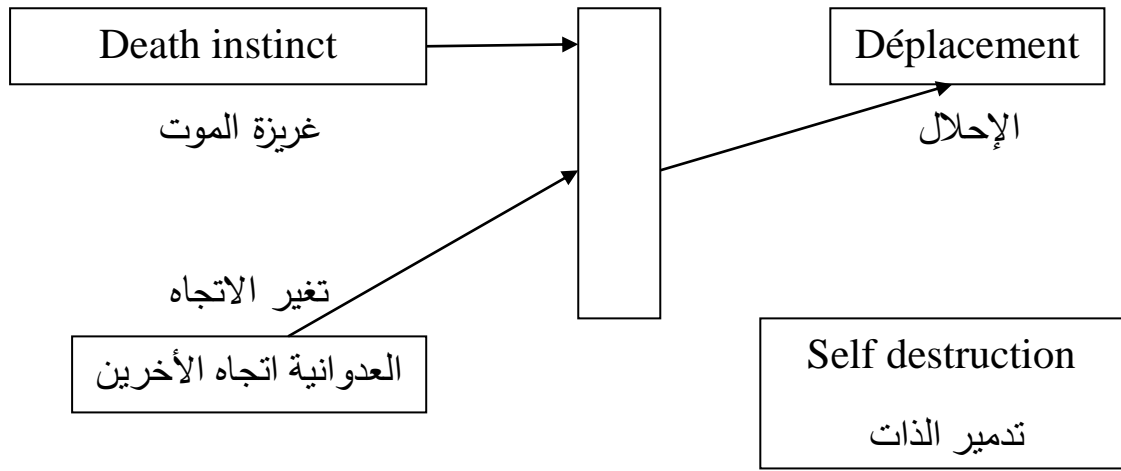 Death instinct
Déplacement
غريزة الموت
الإحلال
تغير الاتجاه
العدوانية اتجاه الأخرين
Self destruction
تدمير الذات